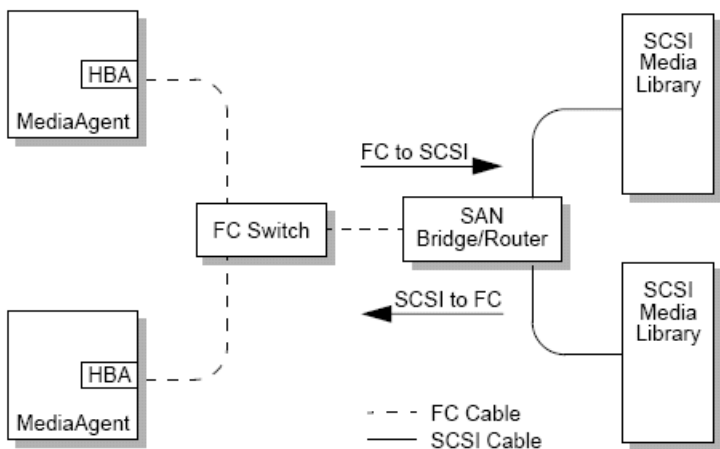 HBA
MediaAgent
SCSI
Media
Library
FC to SCSI
FC Switch
SAN
Bridge/Router
SCSI to FC
SCSI
Media
Library
HBA
MediaAgent
FC Cable
SCSI Cable